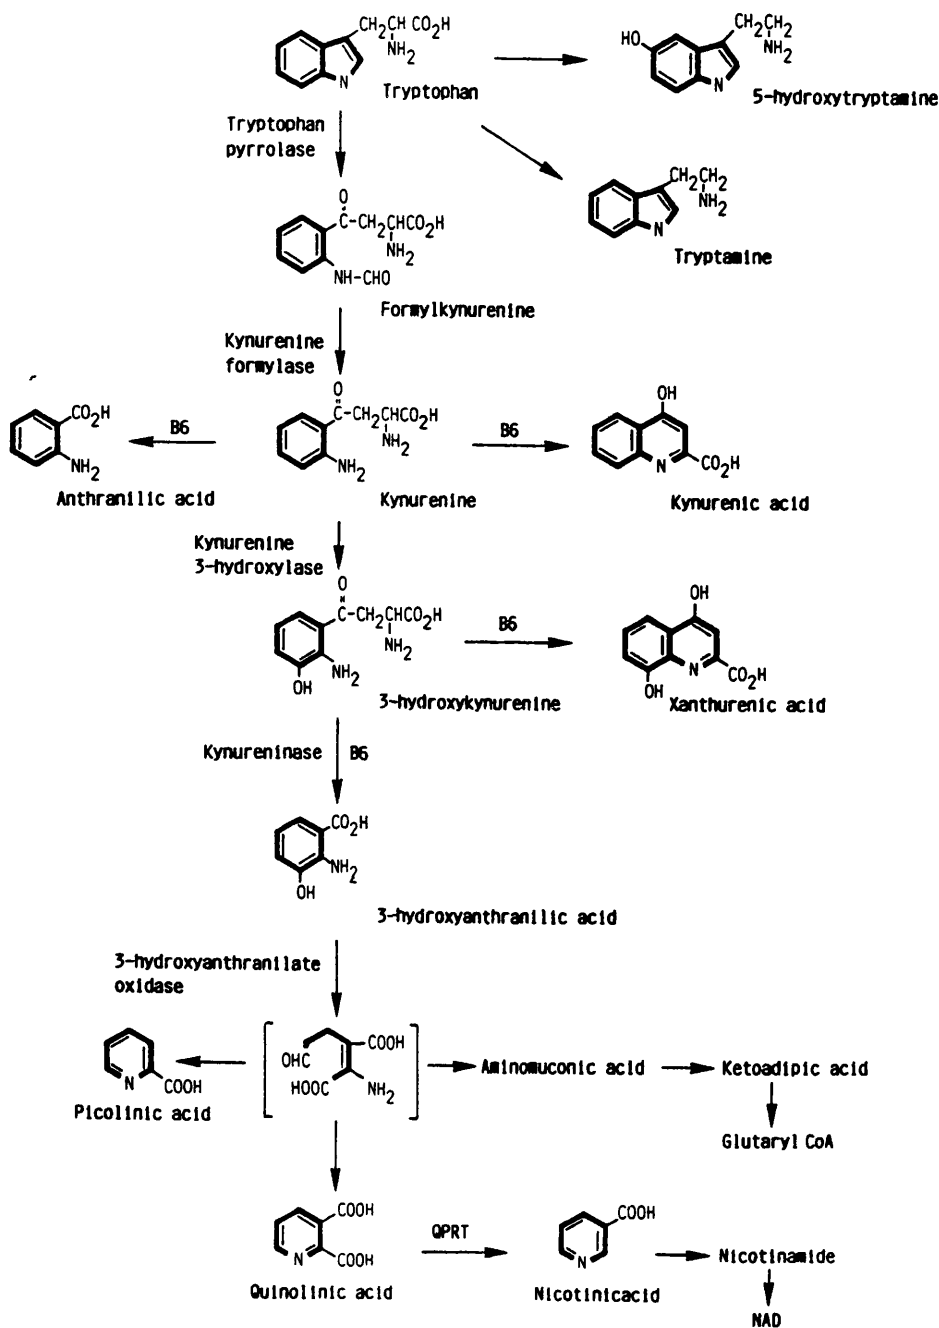 CH2CH CO2H
NH2
N
Tryptophan
HO
CH2CH2
NH2
N
5-hydroxytryptamine
Tryptophan
pyrrolase
CH2CH2
NH2
N
Tryptamine
O
C-CH2CHCO2H
NH2
NH-CHO
Formylkynurenine
Kynurenine
formylase
CO2H
NH2
Anthranilic acid
B6
O
C-CH2CHCO2H
NH2
NH2
Kynurenine
B6
OH
N
CO2H
Kynurenic acid
Kynurenine
3-hydroxylase
O
C-CH2CHCO2H
NH2
NH2
OH
3-hydroxykynurenine
B6
OH
N
CO2H
OH
Xanthurenic acid
Kynureninase
B6
CO2H
NH2
OH
3-hydroxyanthranilic acid
3-hydroxyanthranilate
oxidase
N
COOH
Picolinic acid
OHC
COOH
HOOC
NH2
Aminomuconic acid
Ketoadipic acid
Glutaryl CoA
COOH
N
COOH
Quinolinic acid
QPRT
COOH
N
Nicotinicacid
Nicotinamide
NAD